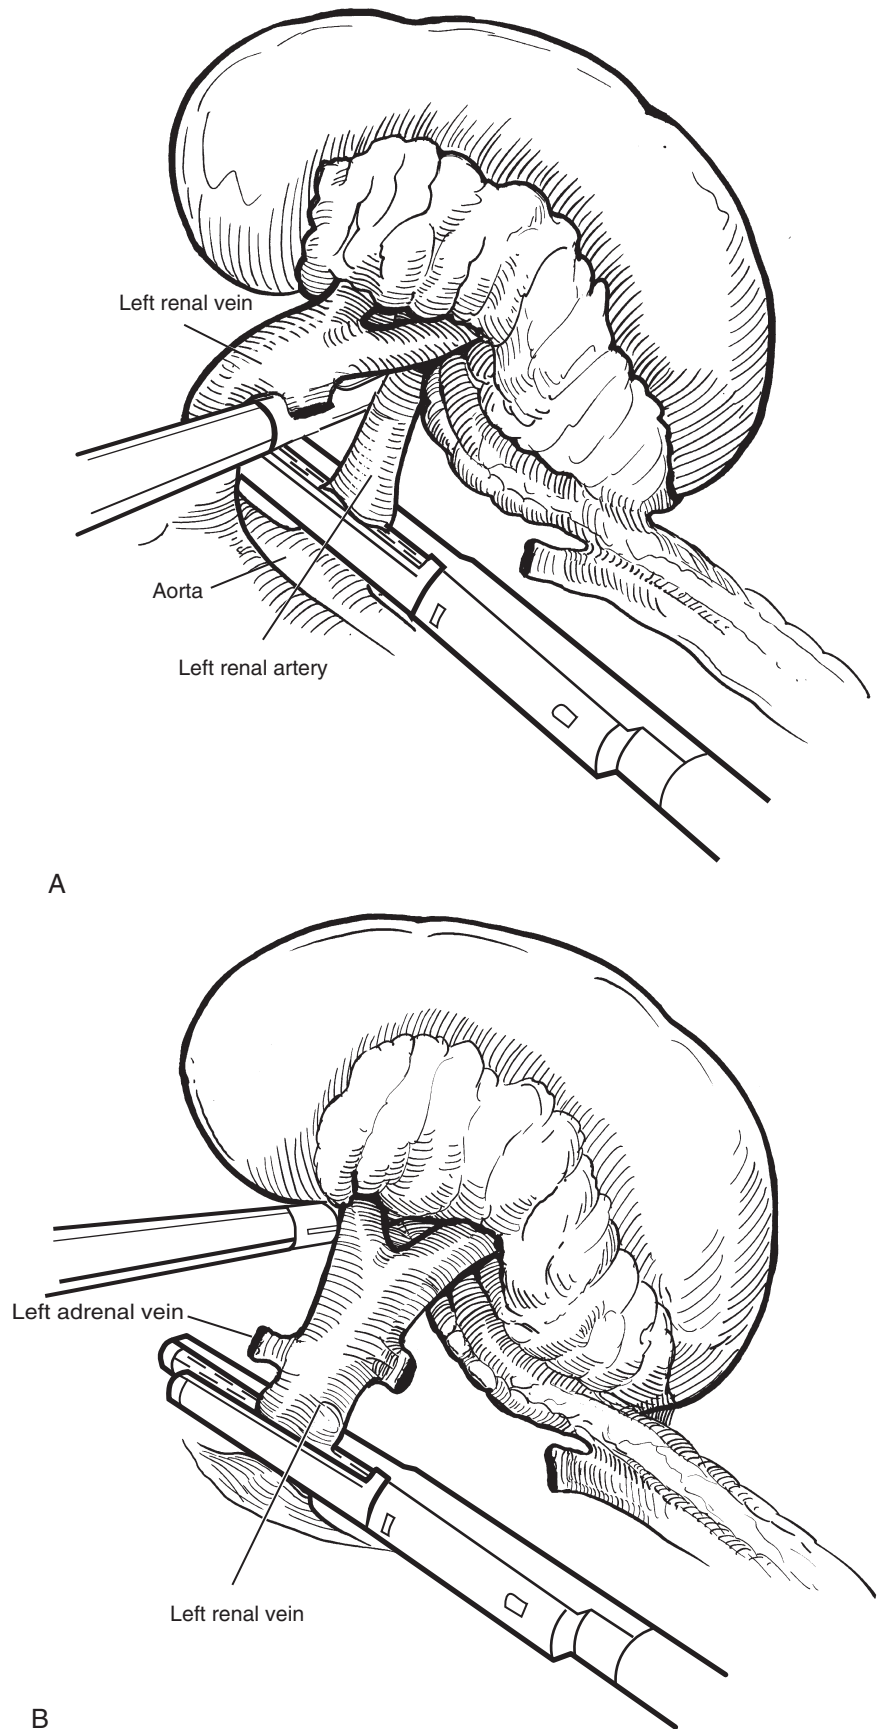 Left renal vein
Aorta
Left renal artery
A
Left adrenal vein
Left renal vein
B